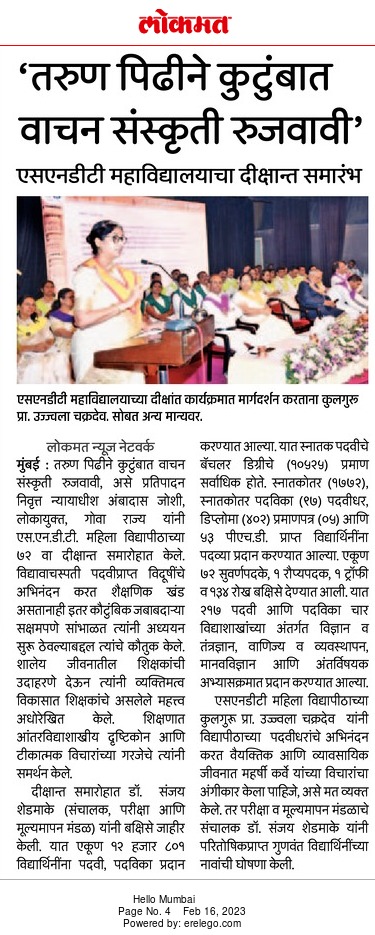 लोकमत
‘तरुण पिढीने कुटुंबात
वाचन संस्कृती रुजवावी’
एसएनडीटी महाविद्यालयाचा दीक्षान्त समारंभ
एसएनडीटी महाविद्यालयाच्या दीक्षांत कार्यक्रमात मार्गदर्शन करताना कुलगुरू
प्रा. उज्ज्वला चक्रदेव. सोबत अन्य मान्यवर.
लोकमत न्यूज नेटवर्क
मुंबई : तरुण पिढीने कुटुंबात वाचन
संस्कृती रुजवावी, असे प्रतिपादन
निवृत्त न्यायाधीश अंबादास जोशी,
लोकायुक्त, गोवा राज्य यांनी
एस.एन.डी.टी. महिला विद्यापीठाच्या
७२ वा दीक्षान्त समारोहात केले.
विद्यावाचस्पती पदवीप्राप्त विदूषींचे
अभिनंदन करत शैक्षणिक खंड
असतानाही इतर कौटुंबिक जबाबदाऱ्या
सक्षमपणे सांभाळत त्यांनी अध्ययन
सुरू ठेवल्याबद्दल त्यांचे कौतुक केले.
शालेय जीवनातील शिक्षकांची
उदाहरणे देऊन त्यांनी व्यक्तिमत्व
विकासात शिक्षकांचे असलेले महत्त्व
अधोरेखित केले. शिक्षणात
आंतरविद्याशाखीय दृष्टिकोन आणि
टीकात्मक विचारांच्या गरजेचे त्यांनी
समर्थन केले.
दीक्षान्त समारोहात डॉ. संजय
शेडमाके (संचालक, परीक्षा आणि
मूल्यमापन मंडळ) यांनी बक्षिसे जाहीर
केली. यात एकूण १२ हजार ८०१
विद्यार्थिनींना पदवी, पदविका प्रदान
करण्यात आल्या. यात स्नातक पदवीचे
बॅचलर डिग्रीचे (१०५२५) प्रमाण
सर्वाधिक होते. स्नातकोतर (१७७२),
स्नातकोतर पदविका (९७) पदवीधर,
डिप्लोमा (४०२) प्रमाणपत्र (०५) आणि
५३ पीएच.डी. प्राप्त विद्यार्थिनींना
पदव्या प्रदान करण्यात आल्या. एकूण
७२ सुवर्णपदके, १ रौप्यपदक, १ ट्रॉफी
व १३४ रोख बक्षिसे देण्यात आली. यात
२१७ पदवी आणि पदविका चार
विद्याशाखांच्या अंतर्गत विज्ञान व
तंत्रज्ञान, वाणिज्य व व्यवस्थापन,
मानवविज्ञान आणि अंतर्विषयक
अभ्यासक्रमात प्रदान करण्यात आल्या.
एसएनडीटी महिला विद्यापीठाच्या
कुलगुरू प्रा. उज्ज्वला चक्रदेव यांनी
विद्यापीठाच्या पदवीधरांचे अभिनंदन
करत वैयक्तिक आणि व्यावसायिक
जीवनात महर्षी कर्वे यांच्या विचारांचा
अंगीकार केला पाहिजे, असे मत व्यक्त
केले. तर परीक्षा व मूल्यमापन मंडळाचे
संचालक डॉ. संजय शेडमाके यांनी
परितोषिकप्राप्त गुणवंत विद्यार्थिनींच्या
नावांची घोषणा केली.
Hello Mumbai
Page No. 4 Feb 16, 2023
Powered by: erelego.com